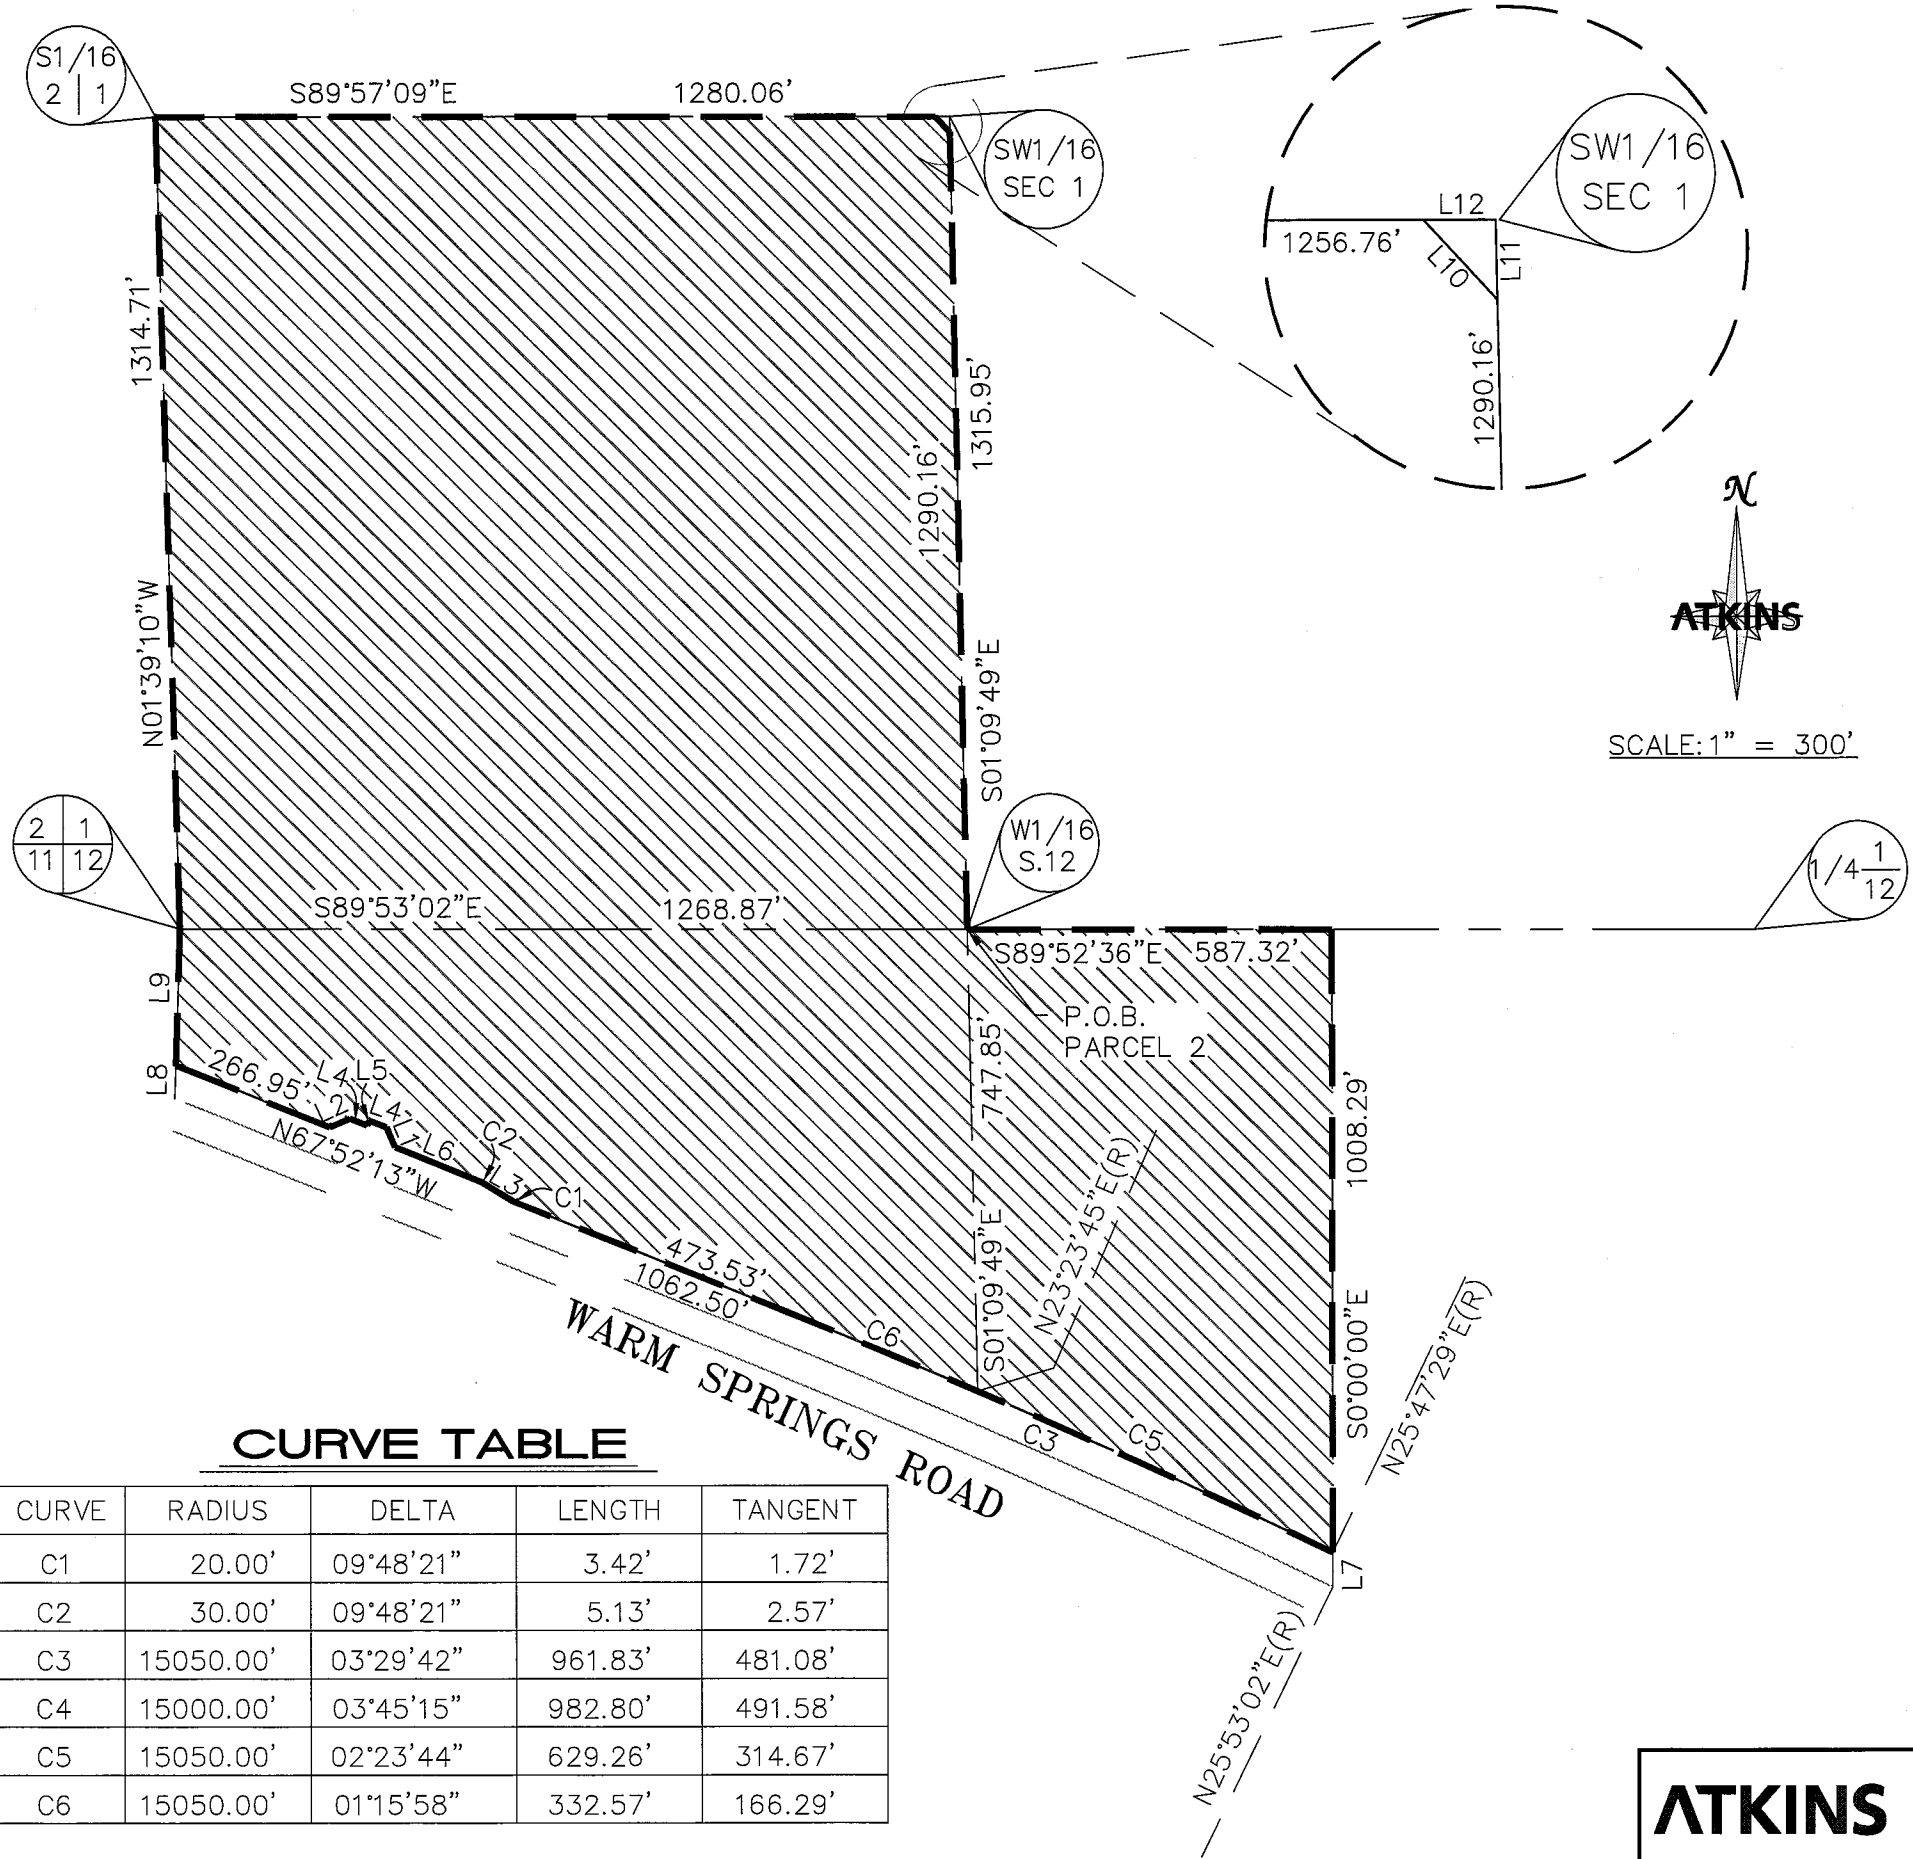 S1/16
2 | 1
S89°57'09"E 1280.06'
SW1/16
SEC 1
SW1/16
SEC 1
L12
1256.76'
L10
L11
1290.16'
1314.71'
N01°39'10"W
1315.95'
1290.16'
S01°09'49"E
N
ATKINS
SCALE: 1" = 300'
2 | 1
11 | 12
W1/16
S.12
1/4 1
12
S89°53'02"E 1268.87'
S89°52'36"E 587.32'
P.O.B.
PARCEL 2
L9
L8
266.95'
L2
L4
L5
L4
L1
L6
C2
L3
C1
N67°52'13"W
747.85'
S01°09'49"E
N23°23'45"E(R)
1008.29'
S0°00'00"E
473.53'
1062.50'
C6
C3
C5
WARM SPRINGS ROAD
N25°47'29"E(R)
L7
N25°53'02"E(R)
CURVE TABLE
CURVE RADIUS DELTA LENGTH TANGENT
C1 20.00' 09°48'21" 3.42' 1.72'
C2 30.00' 09°48'21" 5.13' 2.57'
C3 15050.00' 03°29'42" 961.83' 481.08'
C4 15000.00' 03°45'15" 982.80' 491.58'
C5 15050.00' 02°23'44" 629.26' 314.67'
C6 15050.00' 01°15'58" 332.57' 166.29'
ATKINS